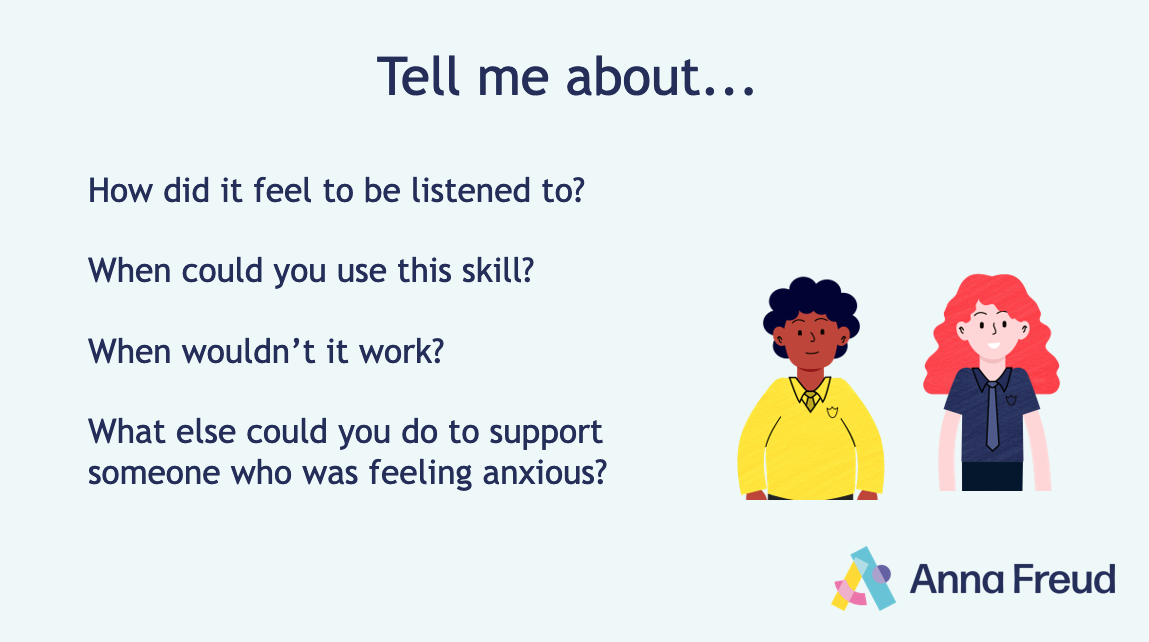 Tell me about...
How did it feel to be listened to?
When could you use this skill?
When wouldn’t it work?
What else could you do to support
someone who was feeling anxious?
Anna Freud